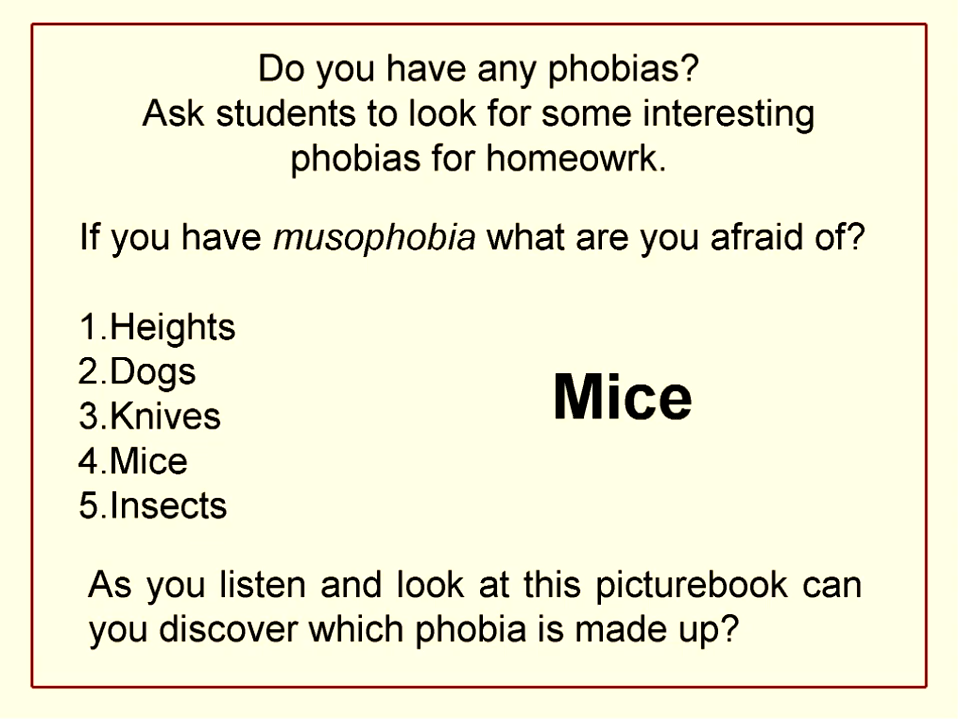 Do you have any phobias?
Ask students to look for some interesting
phobias for homeowrk.
If you have musophobia what are you afraid of?
1.Heights
2.Dogs
3.Knives
4.Mice
5.Insects
Mice
As you listen and look at this picturebook can
you discover which phobia is made up?